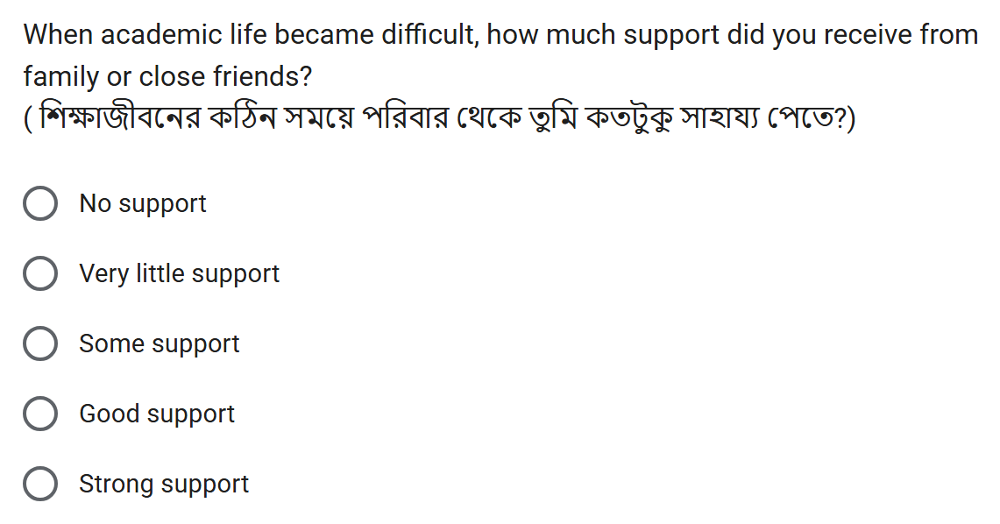 When academic life became difficult, how much support did you receive from
family or close friends?
( শিক্ষাজীবনের কঠিন সময়ে পরিবার থেকে তুমি কতটুকু সাহায্য পেতে?)
No support
Very little support
Some support
Good support
Strong support